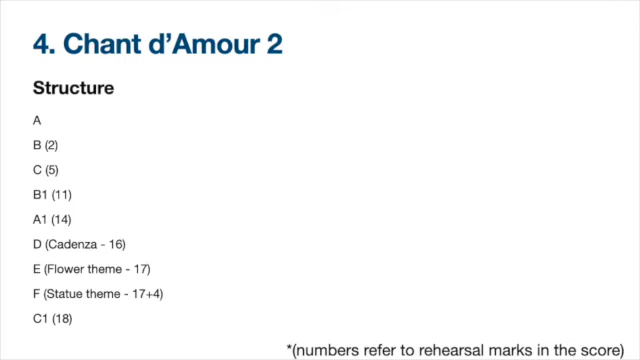 4. Chant d’Amour 2
Structure
A
B (2)
C (5)
B1 (11)
A1 (14)
D (Cadenza - 16)
E (Flower theme - 17)
F (Statue theme - 17+4)
C1 (18)
*(numbers refer to rehearsal marks in the score)